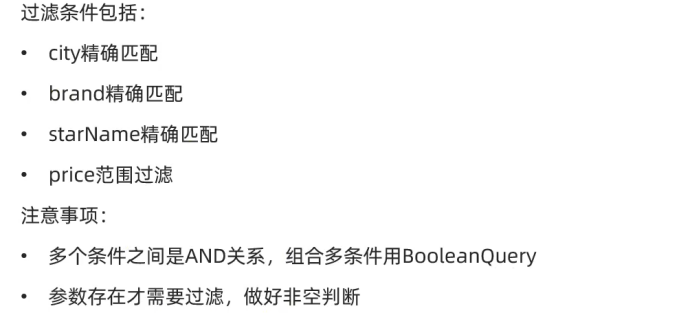 过滤条件包括：
• city精确匹配
• brand精确匹配
• starName精确匹配
• price范围过滤
注意事项：
• 多个条件之间是AND关系，组合多条件用BooleanQuery
• 参数存在才需要过滤，做好非空判断